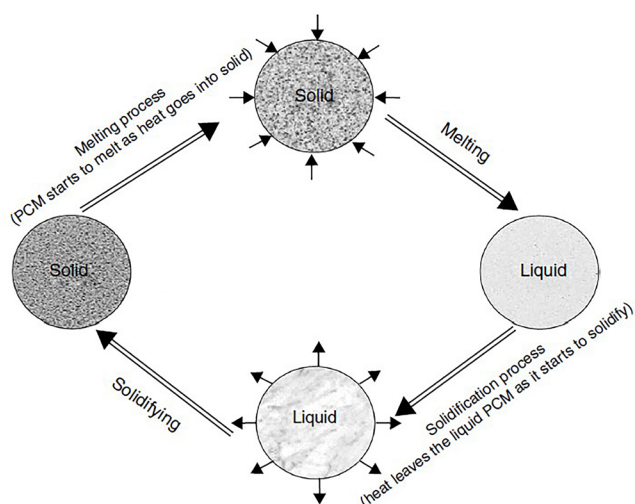 Solid
Melting process
(PCM starts to melt as heat goes into solid)
Melting
Solid
Liquid
Solidification process
(heat leaves the liquid PCM as it starts to solidify)
Liquid
Solidifying